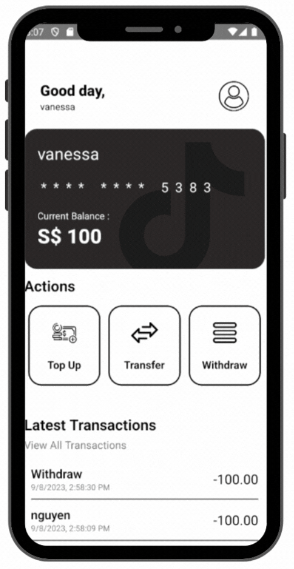 :07
Good day,
vanessa
vanessa
**** **** 5383
Current Balance :
S$ 100
Actions
Top Up
Transfer
Withdraw
Latest Transactions
View All Transactions
Withdraw
-100.00
9/8/2023, 2:58:30 PM
nguyen
-100.00
9/8/2023, 2:58:09 PM